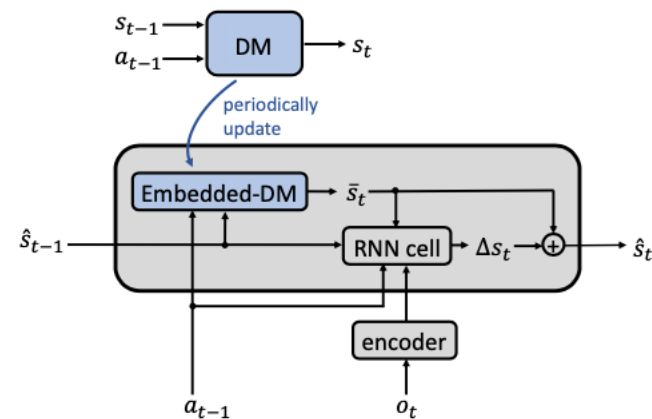 s_{t−1}
a_{t−1}
DM
s_t
periodically
update
Embedded-DM
s̄_t
ŝ_{t−1}
RNN cell
Δs_t
+
ŝ_t
encoder
a_{t−1}
o_t